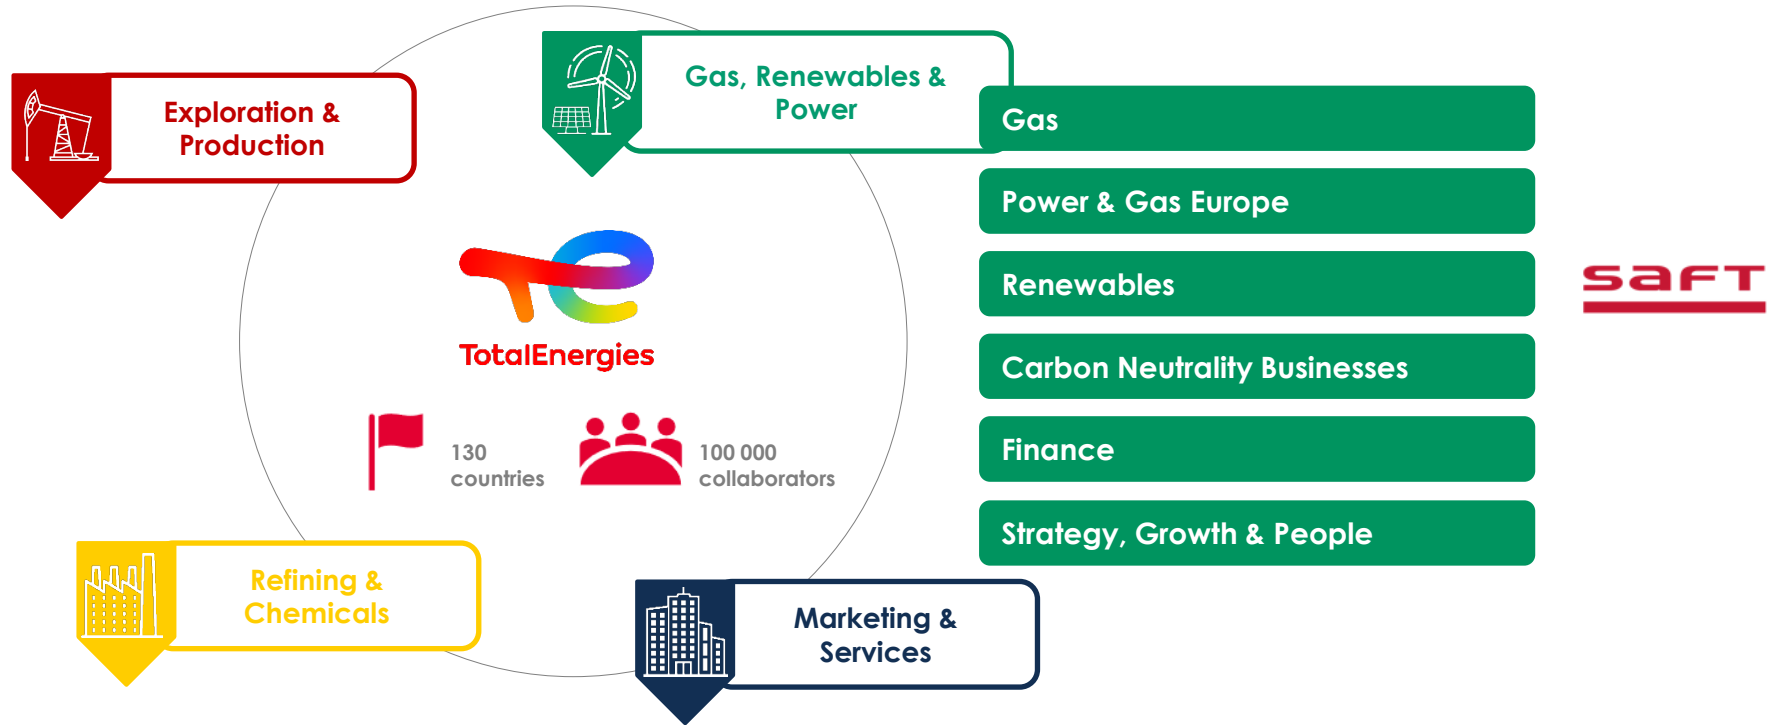 Exploration &
Production
Gas, Renewables &
Power
Gas
Power & Gas Europe
Renewables
Carbon Neutrality Businesses
Finance
Strategy, Growth & People
saft
TotalEnergies
130
countries
100 000
collaborators
Refining &
Chemicals
Marketing &
Services